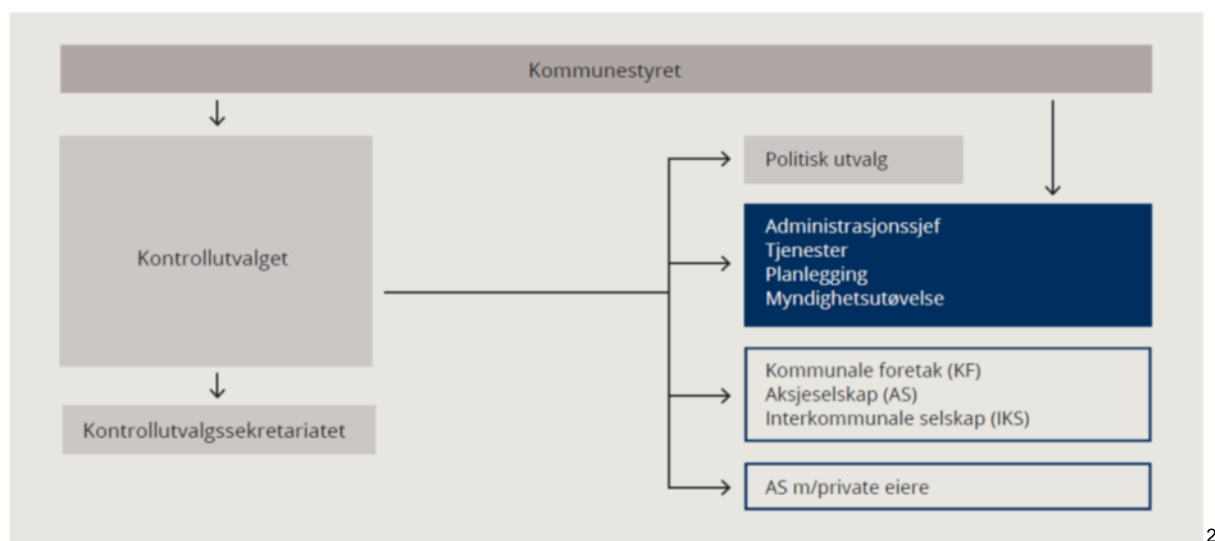 Kommunestyret
Kontrollutvalget
Kontrollutvalgssekretariatet
Politisk utvalg
Administrasjonssjef
Tjenester
Planlegging
Myndighetsutøvelse
Kommunale foretak (KF)
Aksjeselskap (AS)
Interkommunale selskap (IKS)
AS m/private eiere
2